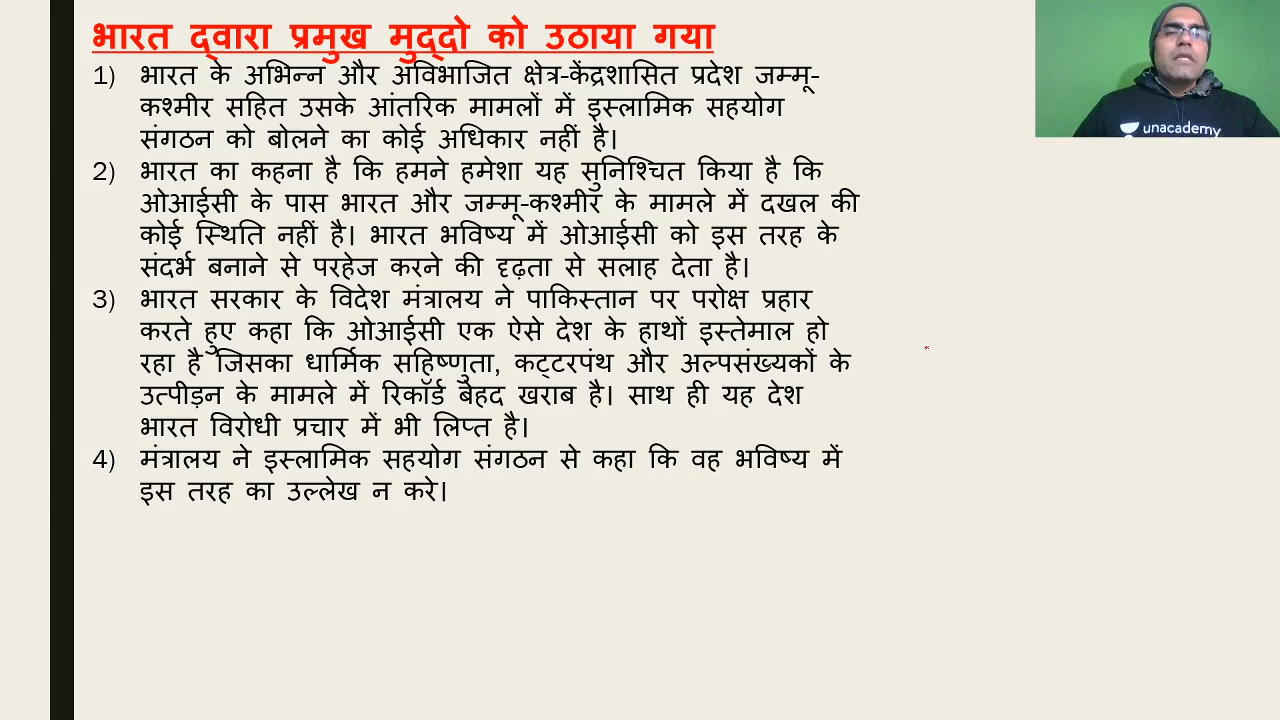 भारत द्वारा प्रमुख मुद्दो को उठाया गया
1) भारत के अभिन्न और अविभाजित क्षेत्र-केंद्रशासित प्रदेश जम्मू-
कश्मीर सहित उसके आंतरिक मामलों में इस्लामिक सहयोग
संगठन को बोलने का कोई अधिकार नहीं है।
2) भारत का कहना है कि हमने हमेशा यह सुनिश्चित किया है कि
ओआईसी के पास भारत और जम्मू-कश्मीर के मामले में दखल की
कोई स्थिति नहीं है। भारत भविष्य में ओआईसी को इस तरह के
संदर्भ बनाने से परहेज करने की दृढ़ता से सलाह देता है।
3) भारत सरकार के विदेश मंत्रालय ने पाकिस्तान पर परोक्ष प्रहार
करते हुए कहा कि ओआईसी एक ऐसे देश के हाथों इस्तेमाल हो
रहा है जिसका धार्मिक सहिष्णुता, कट्टरपंथ और अल्पसंख्यकों के
उत्पीड़न के मामले में रिकॉर्ड बेहद खराब है। साथ ही यह देश
भारत विरोधी प्रचार में भी लिप्त है।
4) मंत्रालय ने इस्लामिक सहयोग संगठन से कहा कि वह भविष्य में
इस तरह का उल्लेख न करे।
unacademy